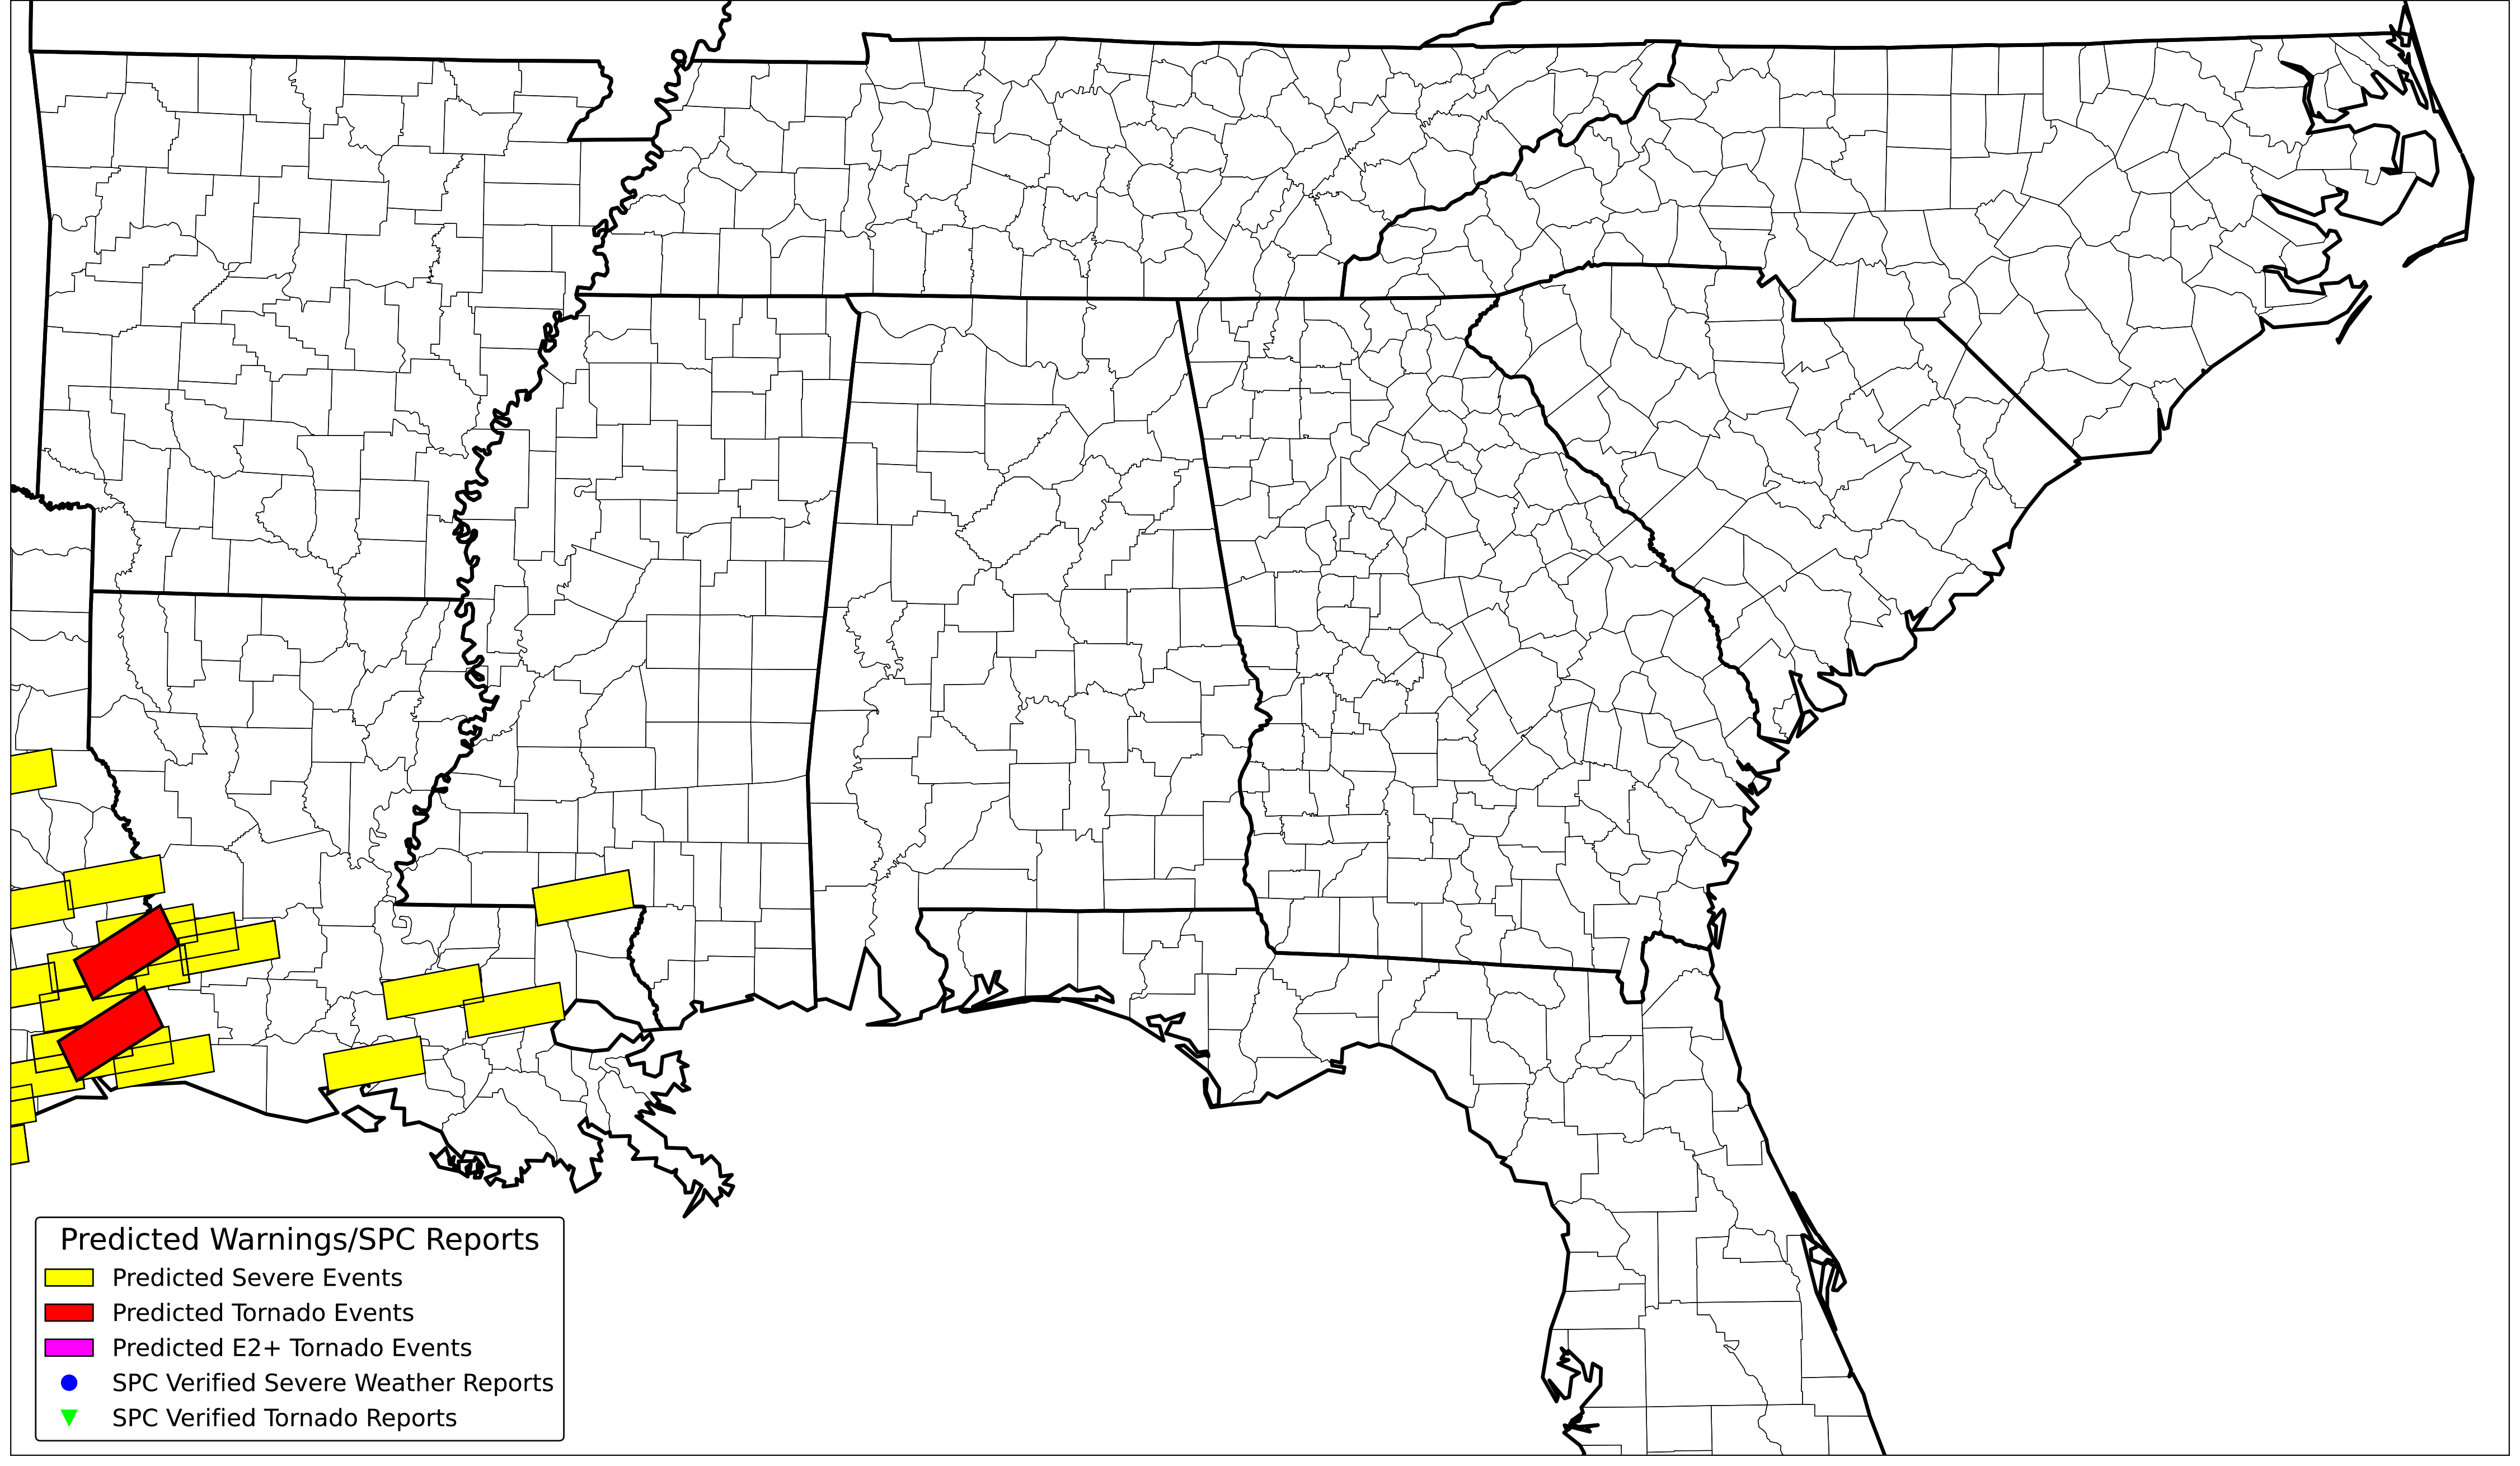 Predicted Warnings/SPC Reports
Predicted Severe Events
Predicted Tornado Events
Predicted E2+ Tornado Events
SPC Verified Severe Weather Reports
SPC Verified Tornado Reports